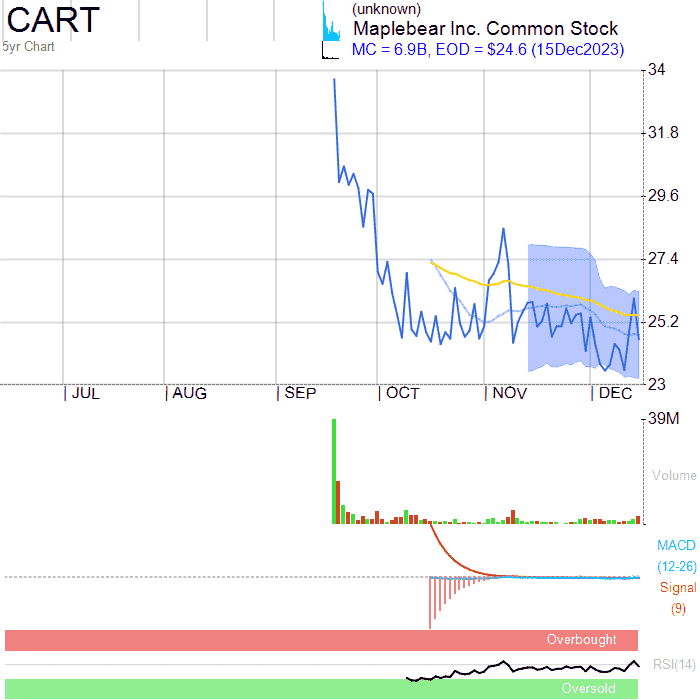 CART
5yr Chart
(unknown)
Maplebear Inc. Common Stock
MC = 6.9B, EOD = $24.6 (15Dec2023)
34
31.8
29.6
27.4
25.2
23
JUL AUG SEP OCT NOV DEC
39M
Volume
MACD
(12-26)
Signal
(9)
Overbought
RSI(14)
Oversold